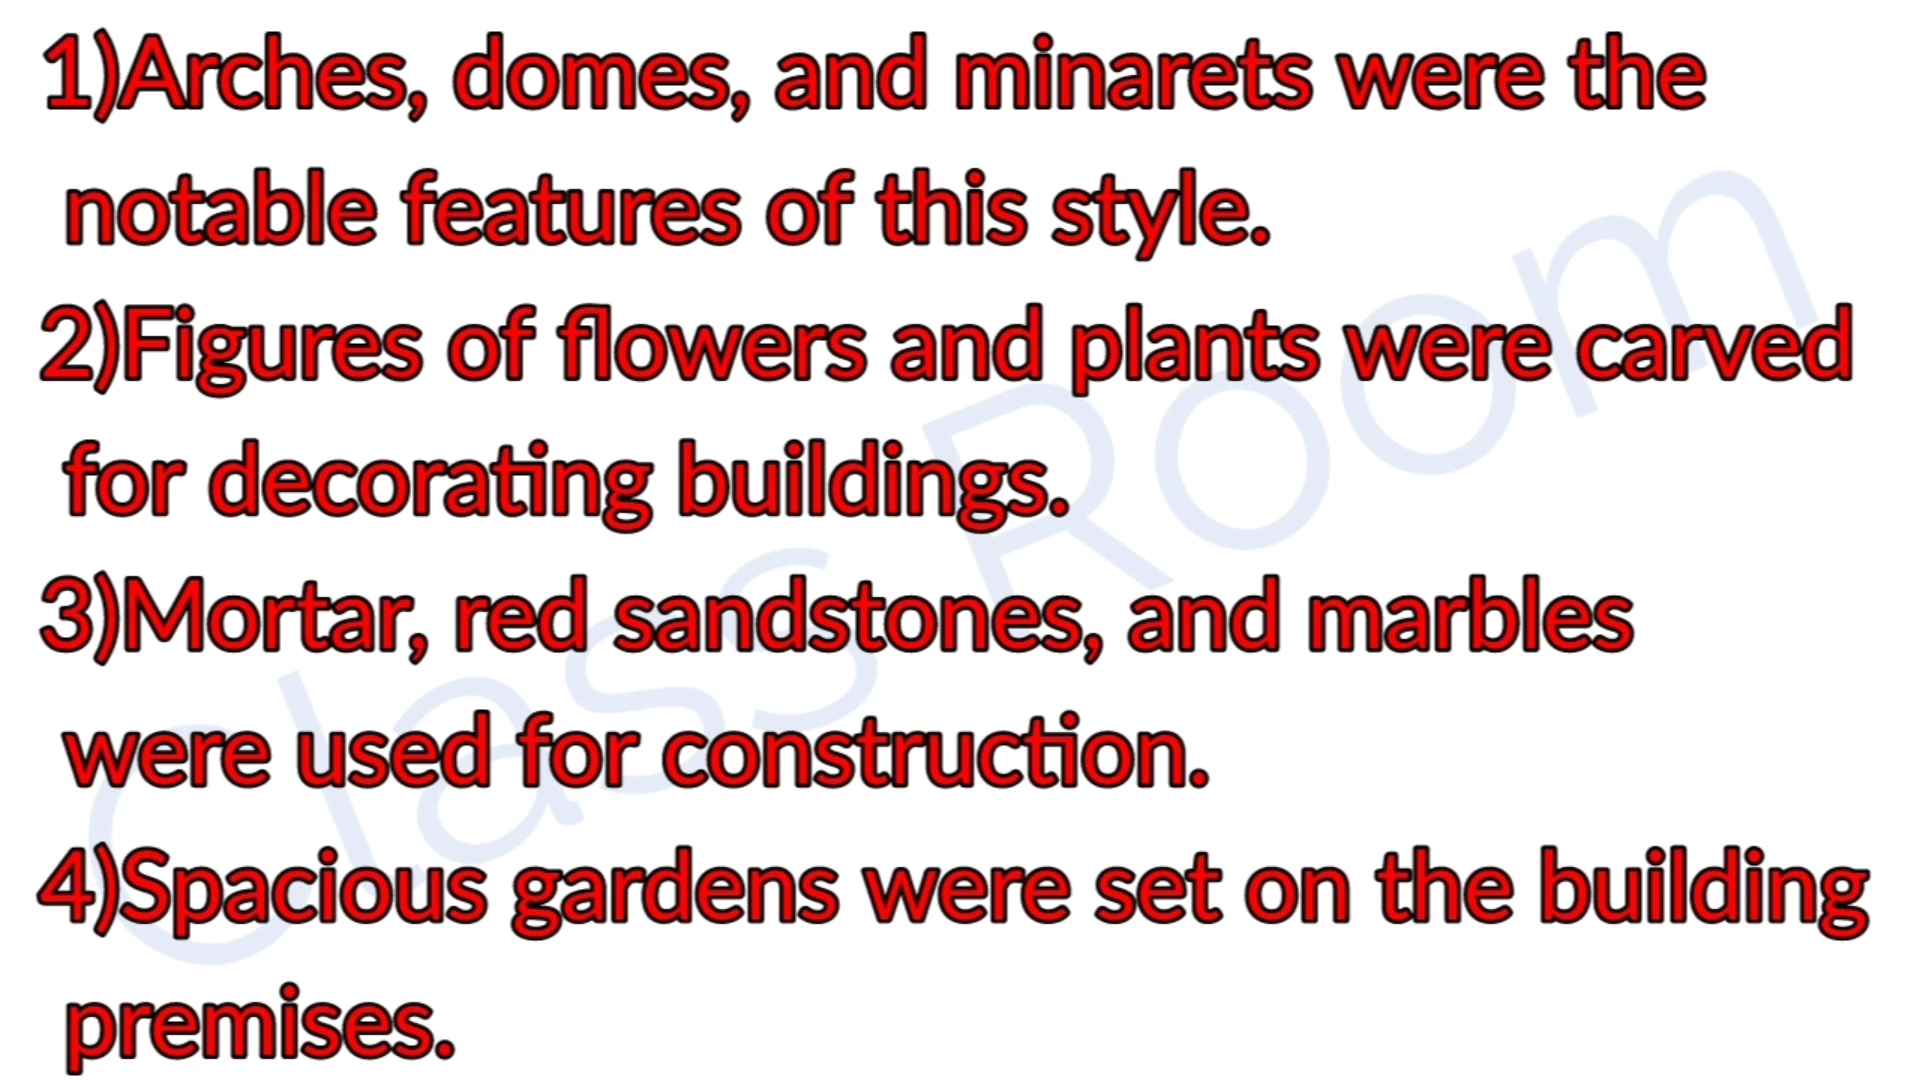 1)Arches, domes, and minarets were the
notable features of this style.
2)Figures of flowers and plants were carved
for decorating buildings.
3)Mortar, red sandstones, and marbles
were used for construction.
4)Spacious gardens were set on the building
premises.
Class Room